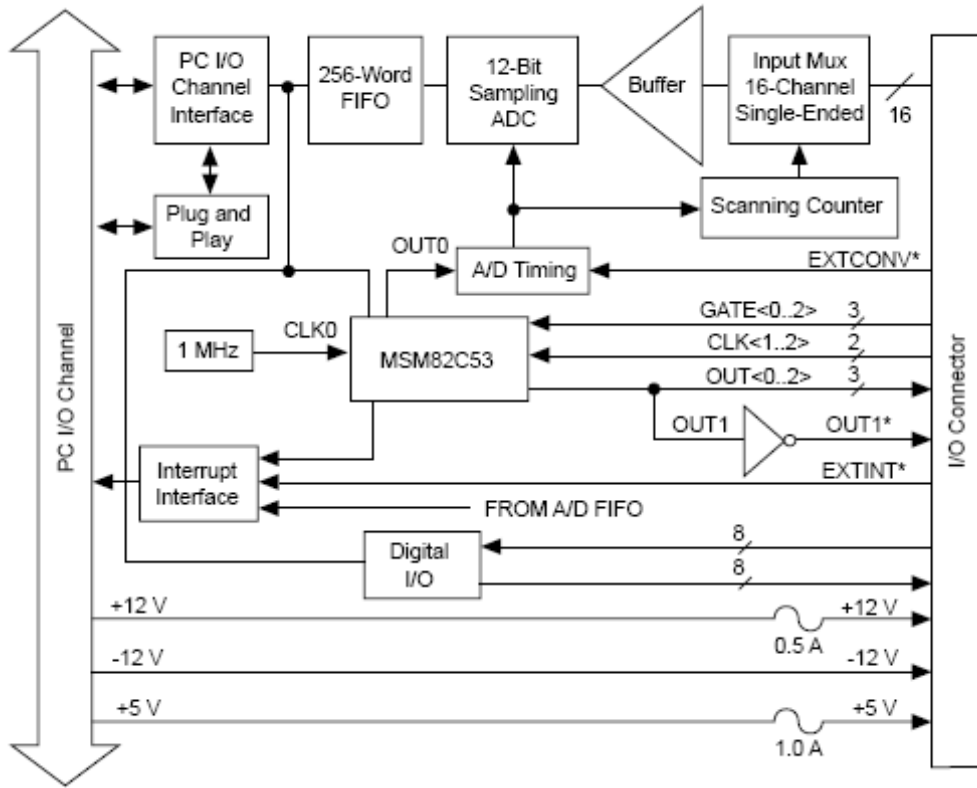 PC I/O
Channel
Interface
256-Word
FIFO
12-Bit
Sampling
ADC
Buffer
Input Mux
16-Channel
Single-Ended
16
Plug and
Play
Scanning Counter
OUT0
A/D Timing
EXTCONV*
1 MHz
CLK0
MSM82C53
GATE<0..2>
3
CLK<1..2>
2
OUT<0..2>
3
OUT1
OUT1*
PC I/O Channel
I/O Connector
Interrupt
Interface
EXTINT*
FROM A/D FIFO
Digital
I/O
8
8
+12 V
+12 V
0.5 A
-12 V
-12 V
+5 V
+5 V
1.0 A